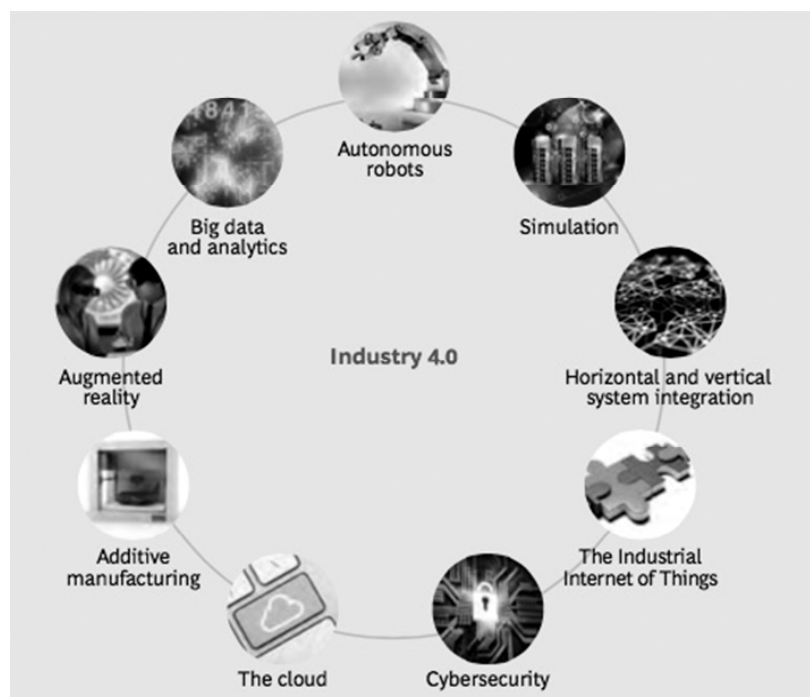 Autonomous
robots
Simulation
Horizontal and vertical
system integration
The Industrial
Internet of Things
Cybersecurity
The cloud
Additive
manufacturing
Augmented
reality
Big data
and analytics
Industry 4.0